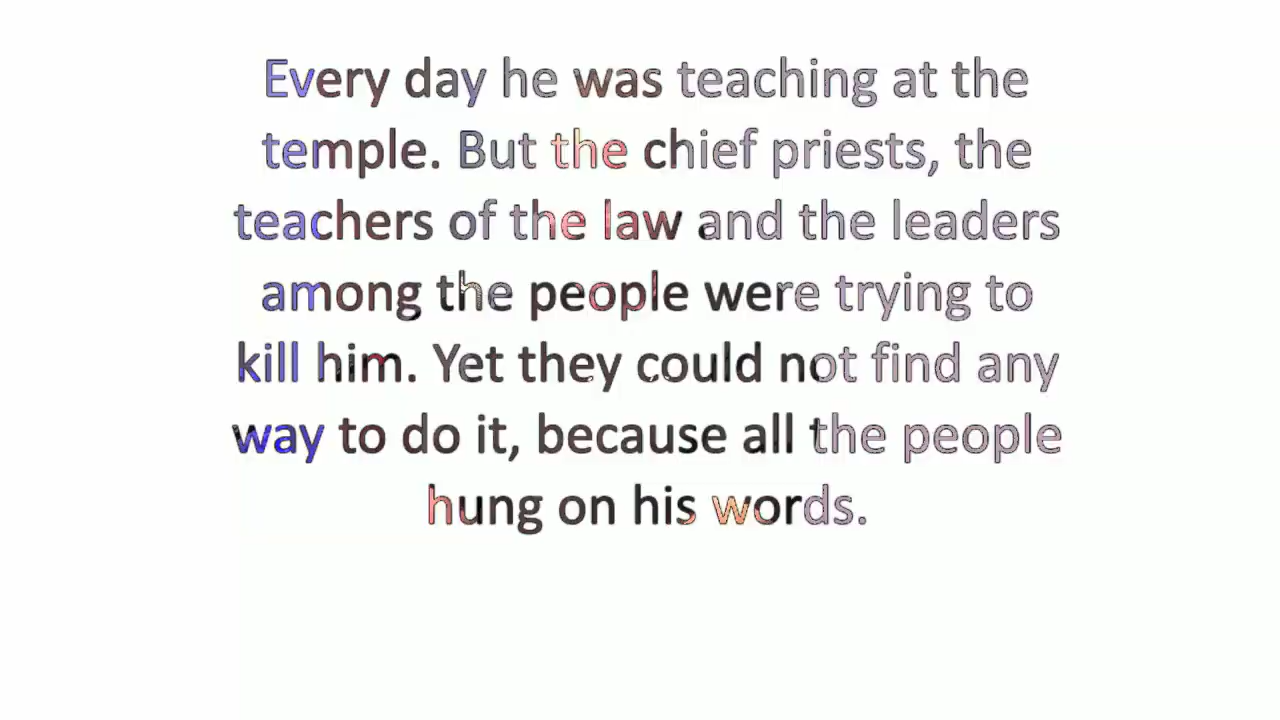 Every day he was teaching at the
temple. But the chief priests, the
teachers of the law and the leaders
among the people were trying to
kill him. Yet they could not find any
way to do it, because all the people
hung on his words.